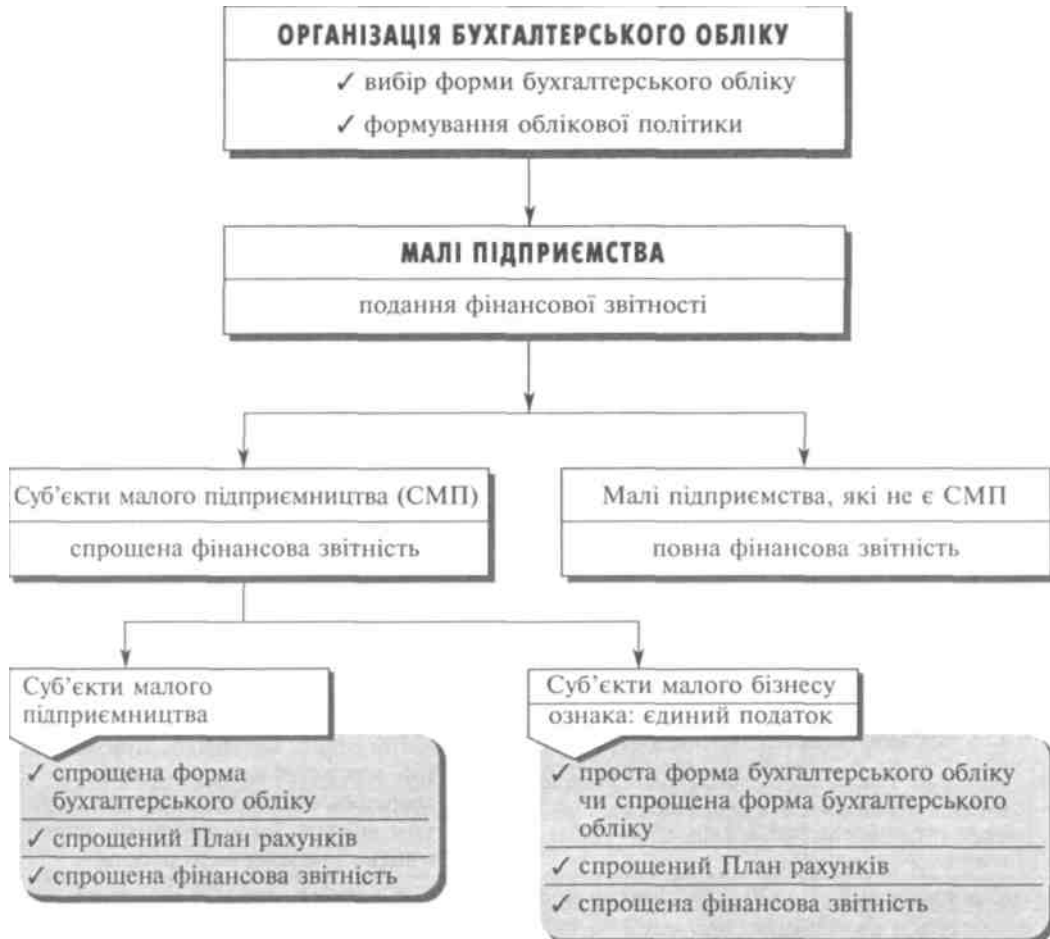 ОРГАНІЗАЦІЯ БУХГАЛТЕРСЬКОГО ОБЛІКУ
✓ вибір форми бухгалтерського обліку
✓ формування облікової політики
МАЛІ ПІДПРИЄМСТВА
подання фінансової звітності
Суб’єкти малого підприємництва (СМП)
спрощена фінансова звітність
Малі підприємства, які не є СМП
повна фінансова звітність
Суб’єкти малого
підприємництва
✓ спрощена форма
бухгалтерського обліку
✓ спрощений План рахунків
✓ спрощена фінансова звітність
Суб’єкти малого бізнесу
ознака: єдиний податок
✓ проста форма бухгалтерського обліку
чи спрощена форма бухгалтерського
обліку
✓ спрощений План рахунків
✓ спрощена фінансова звітність